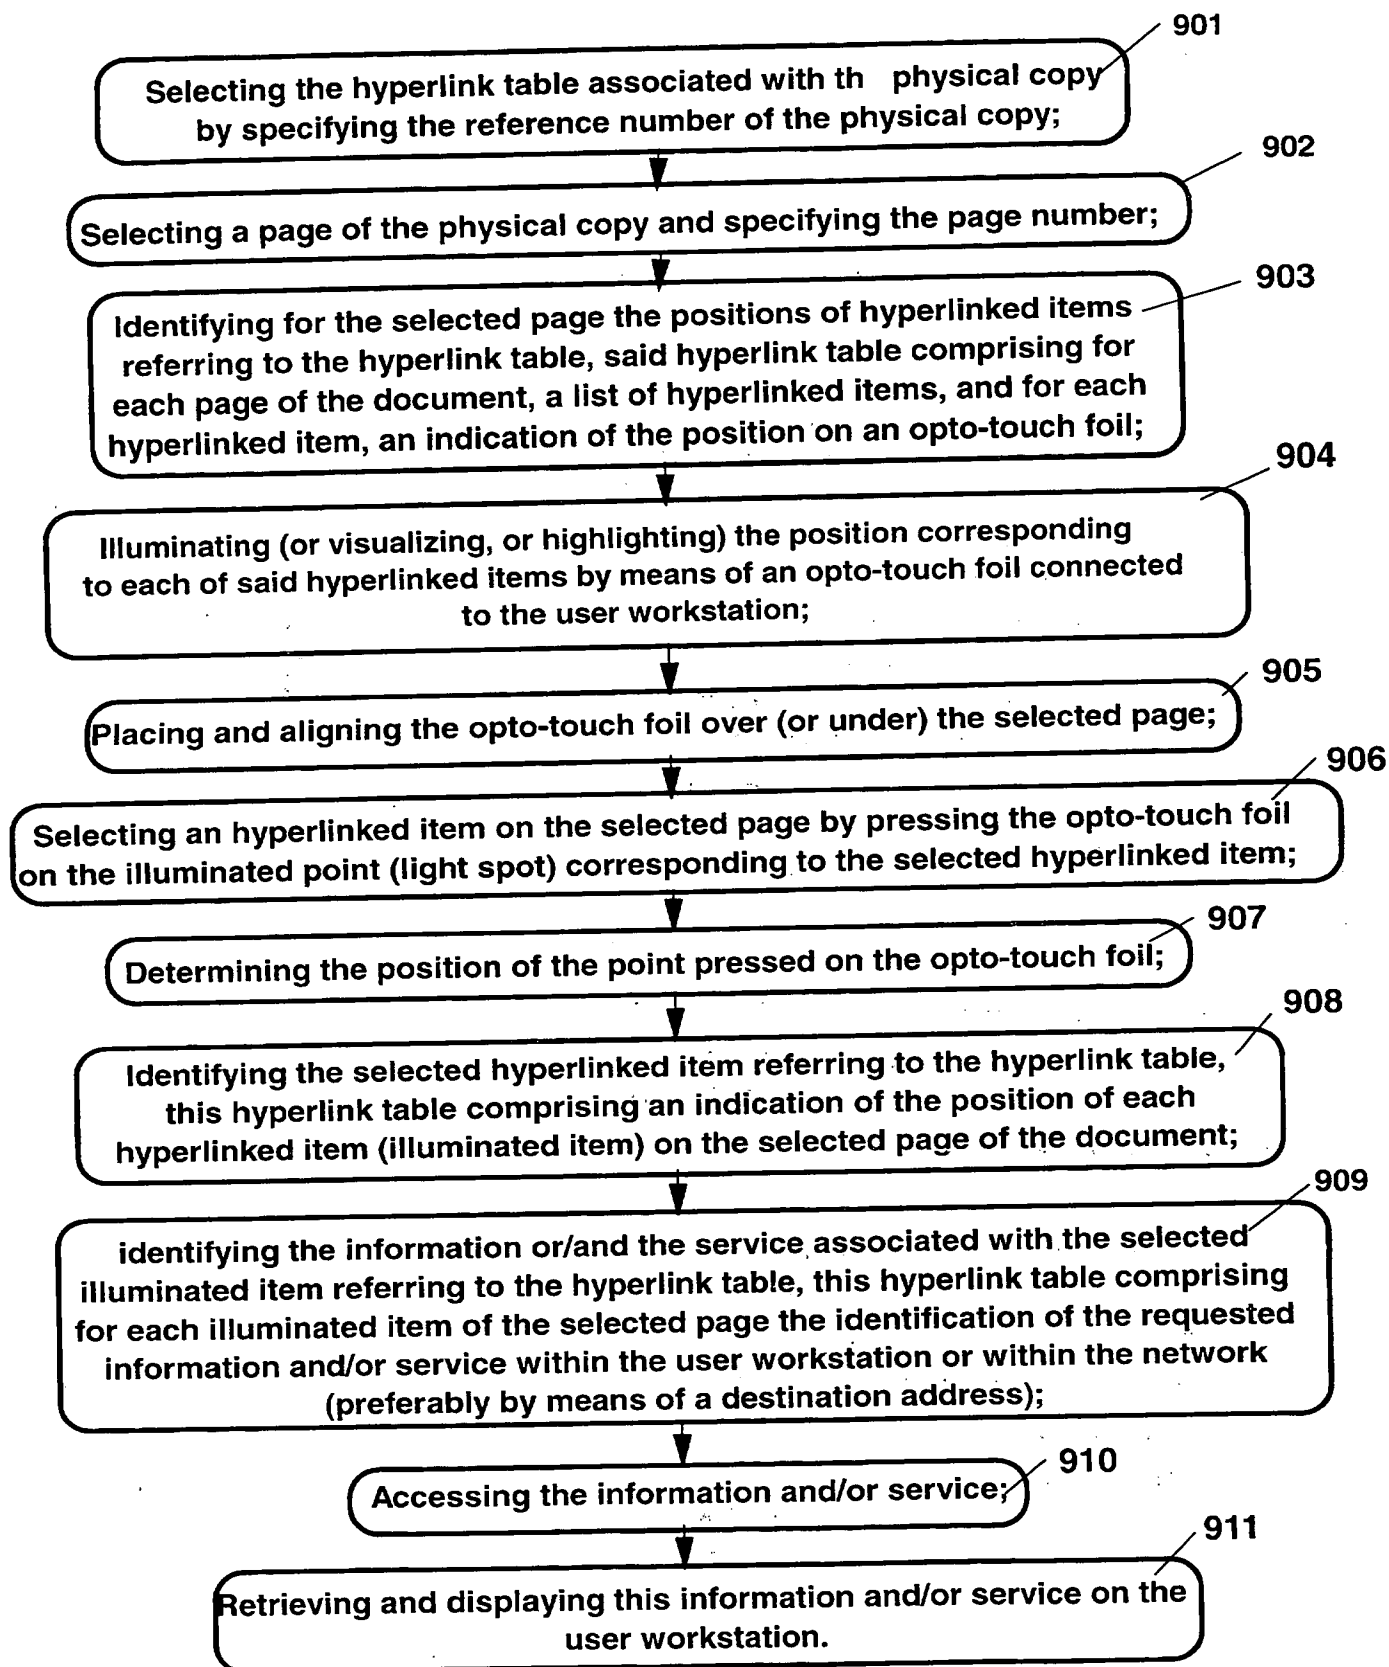 901
Selecting the hyperlink table associated with th physical copy
by specifying the reference number of the physical copy;
902
Selecting a page of the physical copy and specifying the page number;
903
Identifying for the selected page the positions of hyperlinked items
referring to the hyperlink table, said hyperlink table comprising for
each page of the document, a list of hyperlinked items, and for each
hyperlinked item, an indication of the position on an opto-touch foil;
904
Illuminating (or visualizing, or highlighting) the position corresponding
to each of said hyperlinked items by means of an opto-touch foil connected
to the user workstation;
905
Placing and aligning the opto-touch foil over (or under) the selected page;
906
Selecting an hyperlinked item on the selected page by pressing the opto-touch foil
on the illuminated point (light spot) corresponding to the selected hyperlinked item;
907
Determining the position of the point pressed on the opto-touch foil;
908
Identifying the selected hyperlinked item referring to the hyperlink table,
this hyperlink table comprising an indication of the position of each
hyperlinked item (illuminated item) on the selected page of the document;
909
identifying the information or/and the service associated with the selected
illuminated item referring to the hyperlink table, this hyperlink table comprising
for each illuminated item of the selected page the identification of the requested
information and/or service within the user workstation or within the network
(preferably by means of a destination address);
910
Accessing the information and/or service;
911
Retrieving and displaying this information and/or service on the
user workstation.